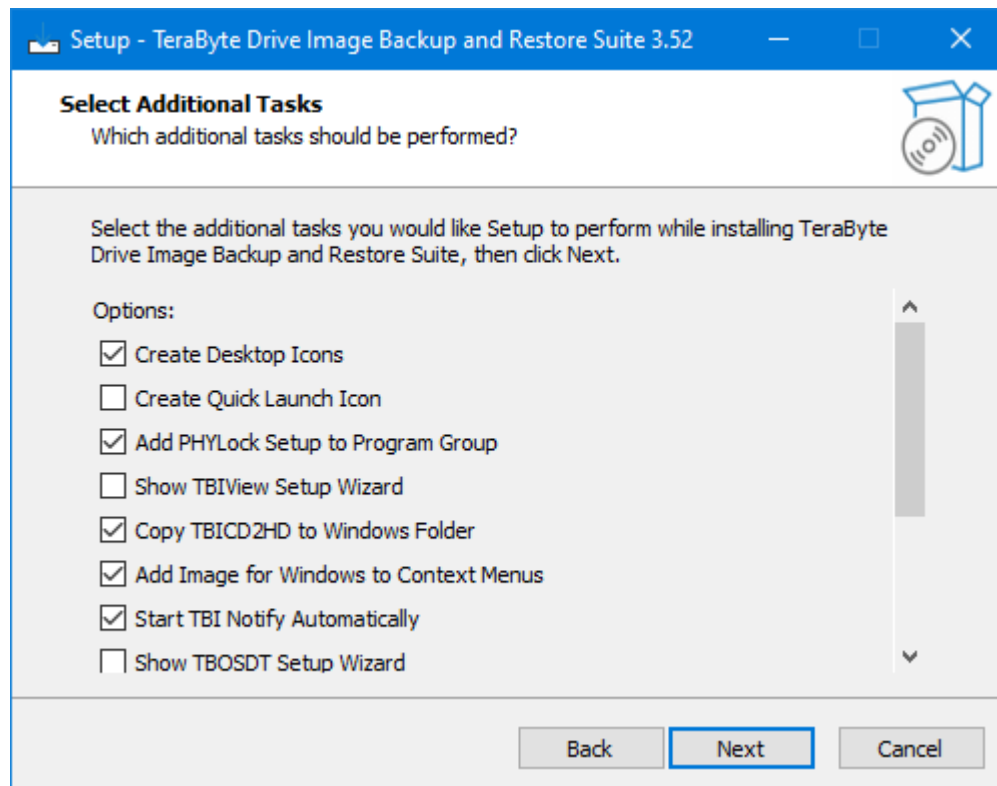 Setup - TeraByte Drive Image Backup and Restore Suite 3.52
Select Additional Tasks
Which additional tasks should be performed?
Select the additional tasks you would like Setup to perform while installing TeraByte
Drive Image Backup and Restore Suite, then click Next.
Options:
Create Desktop Icons
Create Quick Launch Icon
Add PHYLock Setup to Program Group
Show TBIView Setup Wizard
Copy TBICD2HD to Windows Folder
Add Image for Windows to Context Menus
Start TBI Notify Automatically
Show TBOSDT Setup Wizard
Back Next Cancel